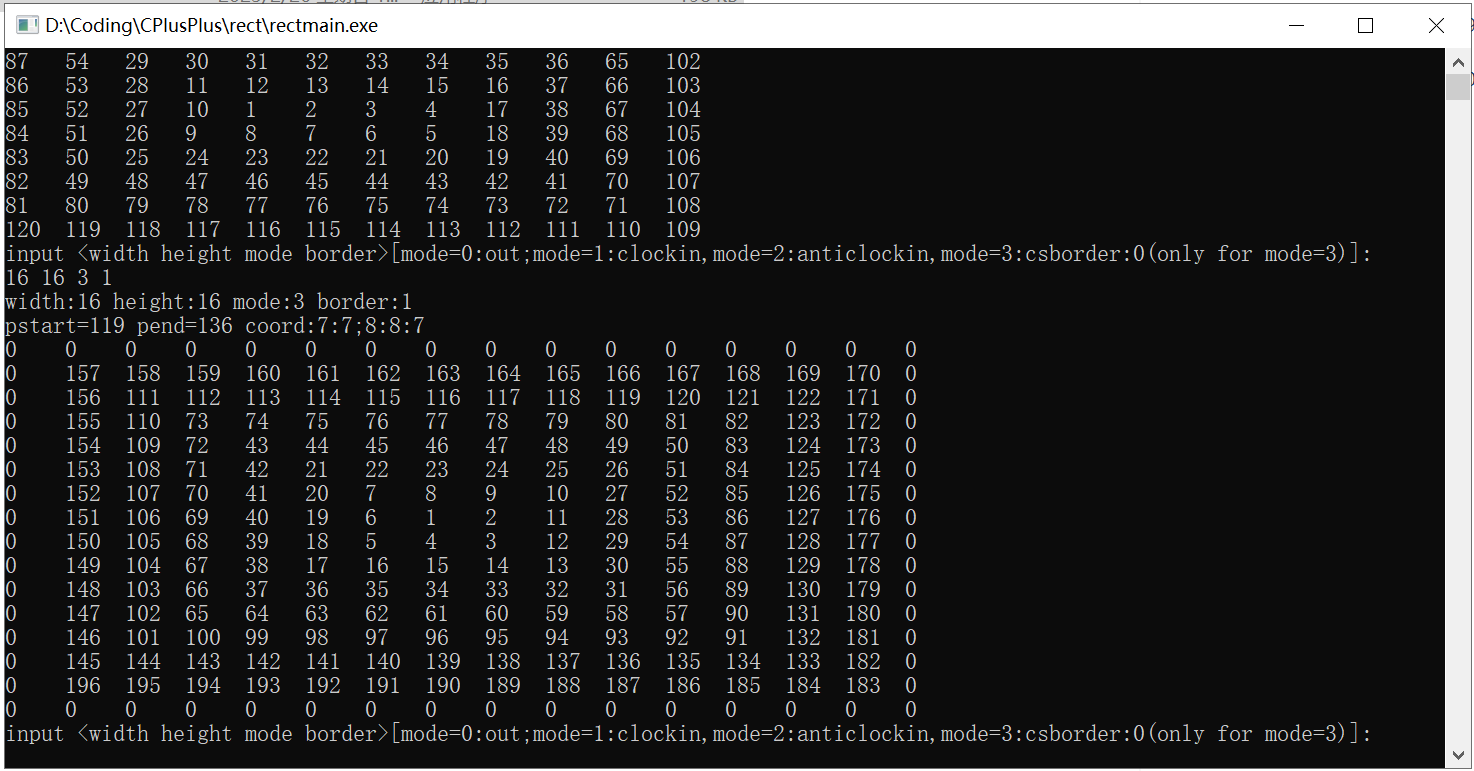 D:\Coding\CPlusPlus\rect\rectmain.exe
87 54 29 30 31 32 33 34 35 36 65 102
86 53 28 11 12 13 14 15 16 37 66 103
85 52 27 10 1 2 3 4 17 38 67 104
84 51 26 9 8 7 6 5 18 39 68 105
83 50 25 24 23 22 21 20 19 40 69 106
82 49 48 47 46 45 44 43 42 41 70 107
81 80 79 78 77 76 75 74 73 72 71 108
120 119 118 117 116 115 114 113 112 111 110 109
input <width height mode border>[mode=0:out;mode=1:clockin,mode=2:anticlockin,mode=3:csborder:0(only for mode=3)]:
16 16 3 1
width:16 height:16 mode:3 border:1
pstart=119 pend=136 coord:7:7;8:8:7
0 0 0 0 0 0 0 0 0 0 0 0 0 0 0 0
0 157 158 159 160 161 162 163 164 165 166 167 168 169 170 0
0 156 111 112 113 114 115 116 117 118 119 120 121 122 171 0
0 155 110 73 74 75 76 77 78 79 80 81 82 123 172 0
0 154 109 72 43 44 45 46 47 48 49 50 83 124 173 0
0 153 108 71 42 21 22 23 24 25 26 51 84 125 174 0
0 152 107 70 41 20 7 8 9 10 27 52 85 126 175 0
0 151 106 69 40 19 6 1 2 11 28 53 86 127 176 0
0 150 105 68 39 18 5 4 3 12 29 54 87 128 177 0
0 149 104 67 38 17 16 15 14 13 30 55 88 129 178 0
0 148 103 66 37 36 35 34 33 32 31 56 89 130 179 0
0 147 102 65 64 63 62 61 60 59 58 57 90 131 180 0
0 146 101 100 99 98 97 96 95 94 93 92 91 132 181 0
0 145 144 143 142 141 140 139 138 137 136 135 134 133 182 0
0 196 195 194 193 192 191 190 189 188 187 186 185 184 183 0
0 0 0 0 0 0 0 0 0 0 0 0 0 0 0 0
input <width height mode border>[mode=0:out;mode=1:clockin,mode=2:anticlockin,mode=3:csborder:0(only for mode=3)]: